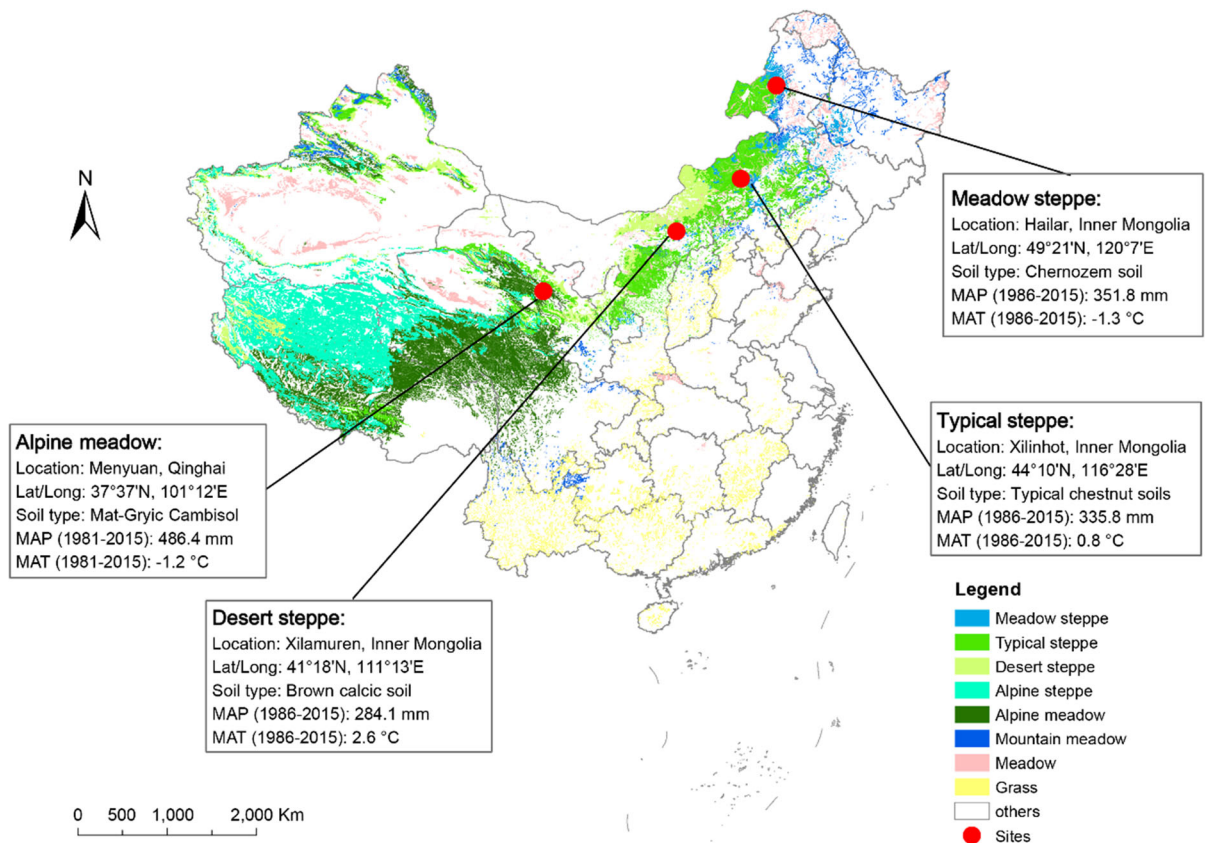 N
Meadow steppe:
Location: Hailar, Inner Mongolia
Lat/Long: 49°21'N, 120°7'E
Soil type: Chernozem soil
MAP (1986-2015): 351.8 mm
MAT (1986-2015): -1.3 °C
Typical steppe:
Location: Xilinhot, Inner Mongolia
Lat/Long: 44°10'N, 116°28'E
Soil type: Typical chestnut soils
MAP (1986-2015): 335.8 mm
MAT (1986-2015): 0.8 °C
Alpine meadow:
Location: Menyuan, Qinghai
Lat/Long: 37°37'N, 101°12'E
Soil type: Mat-Gryic Cambisol
MAP (1981-2015): 486.4 mm
MAT (1981-2015): -1.2 °C
Desert steppe:
Location: Xilamuren, Inner Mongolia
Lat/Long: 41°18'N, 111°13'E
Soil type: Brown calcic soil
MAP (1986-2015): 284.1 mm
MAT (1986-2015): 2.6 °C
Legend
Meadow steppe
Typical steppe
Desert steppe
Alpine steppe
Alpine meadow
Mountain meadow
Meadow
Grass
others
Sites
0 500 1,000 2,000 Km